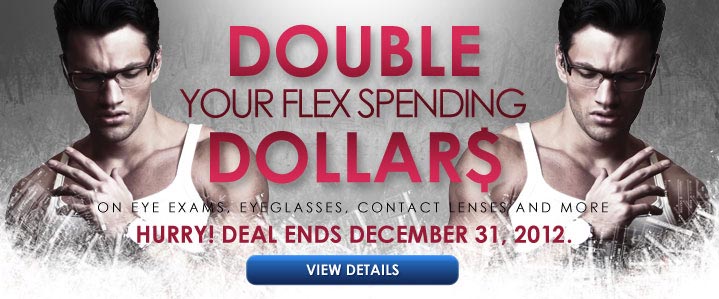 DOUBLE
YOUR FLEX SPENDING
DOLLAR$
ON EYE EXAMS, EYEGLASSES, CONTACT LENSES AND MORE
HURRY! DEAL ENDS DECEMBER 31, 2012.
VIEW DETAILS